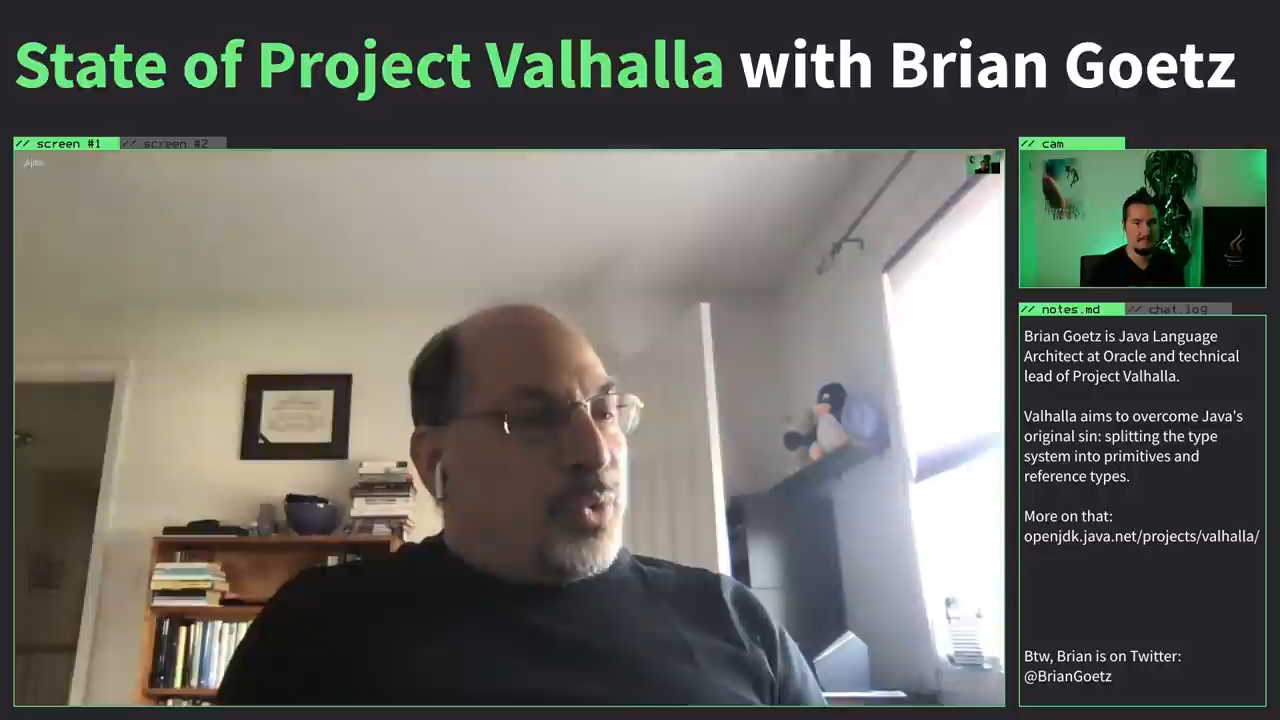 State of Project Valhalla with Brian Goetz
// screen #1
// screen #2
// cam
// notes.md
// chat.log
Brian Goetz is Java Language
Architect at Oracle and technical
lead of Project Valhalla.
Valhalla aims to overcome Java's
original sin: splitting the type
system into primitives and
reference types.
More on that:
openjdk.java.net/projects/valhalla/
Btw, Brian is on Twitter:
@BrianGoetz